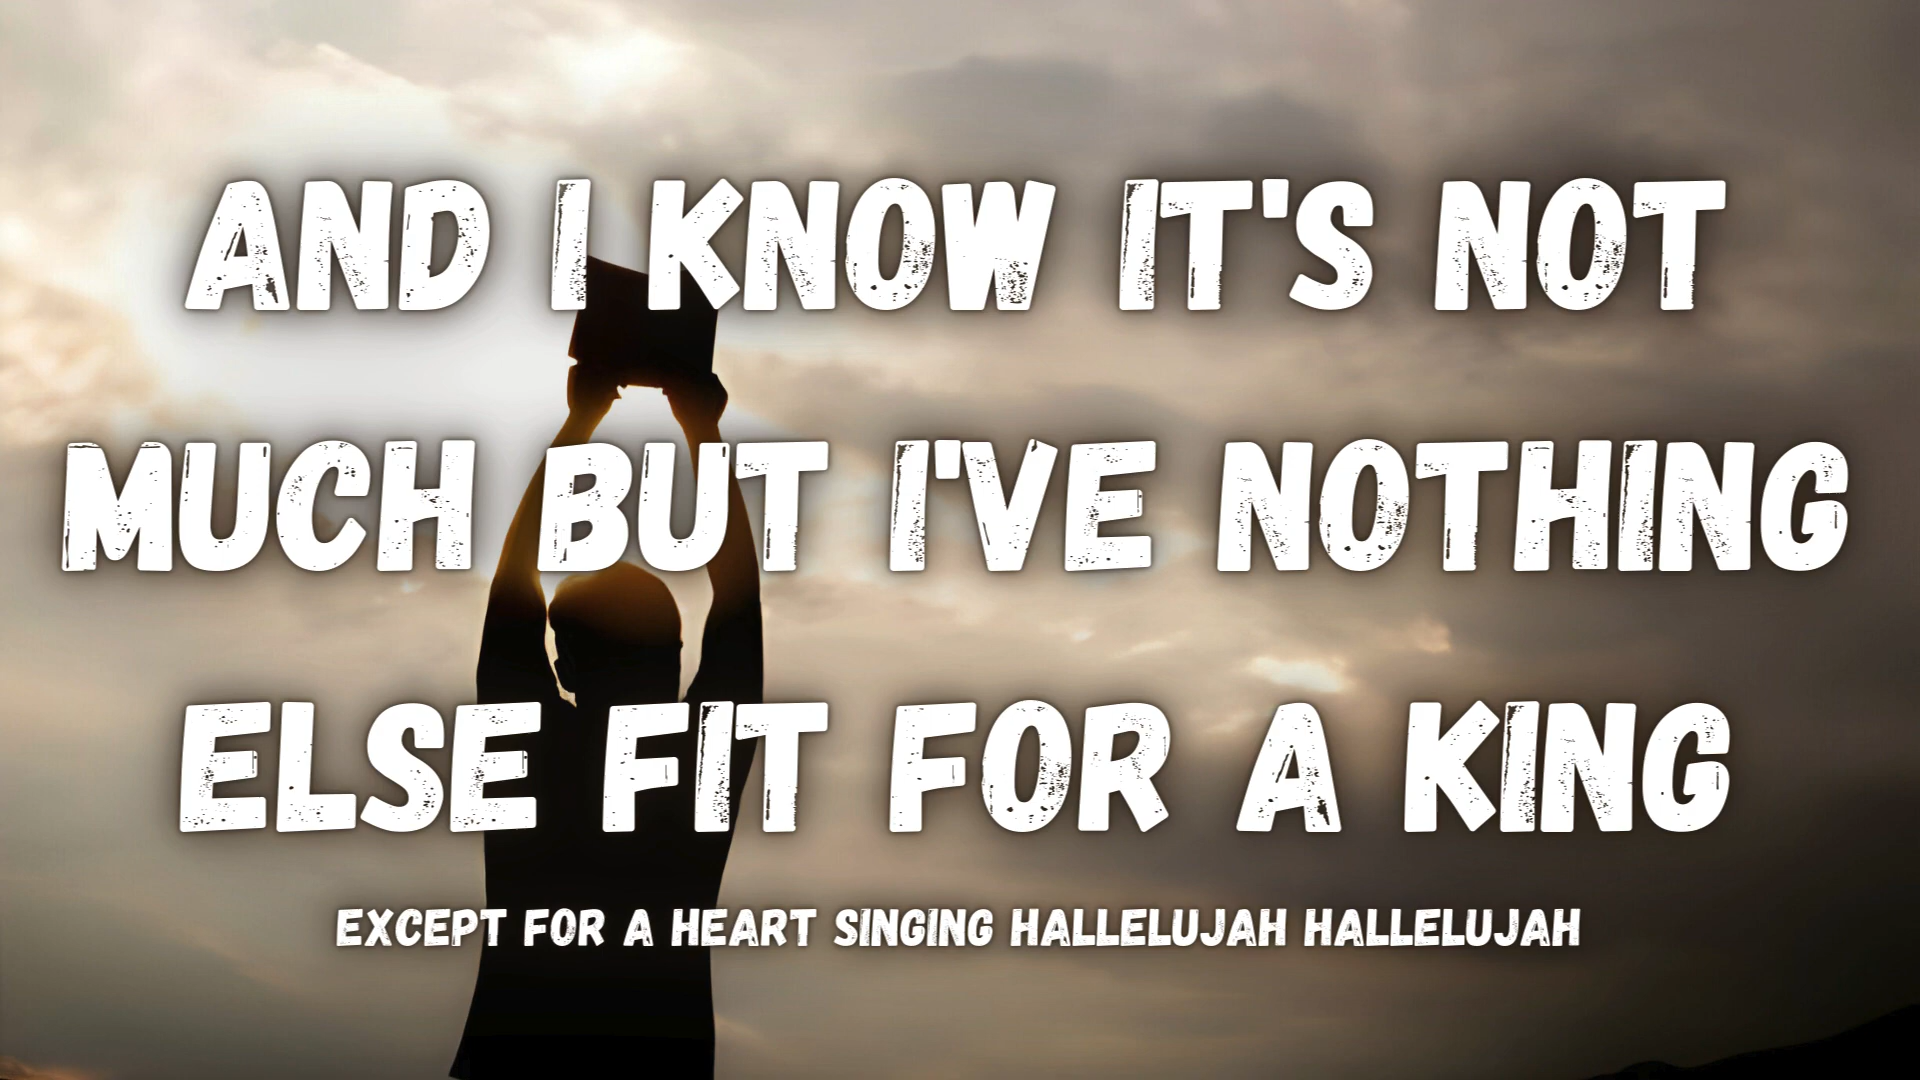 AND I KNOW IT'S NOT
MUCH BUT I'VE NOTHING
ELSE FIT FOR A KING
EXCEPT FOR A HEART SINGING HALLELUJAH HALLELUJAH